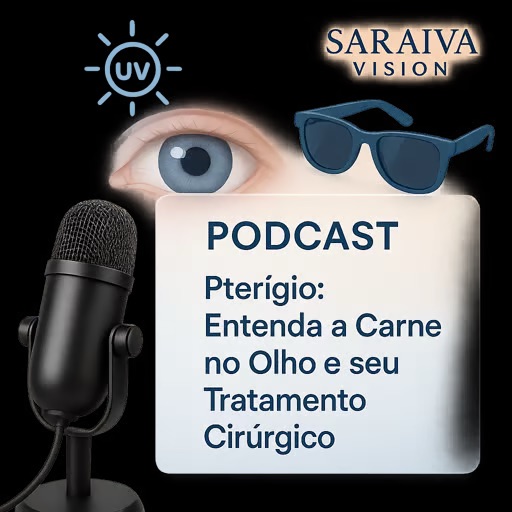 UV
SARAIVA
VISION
PODCAST
Pterígio:
Entenda a Carne
no Olho e seu
Tratamento
Cirúrgico